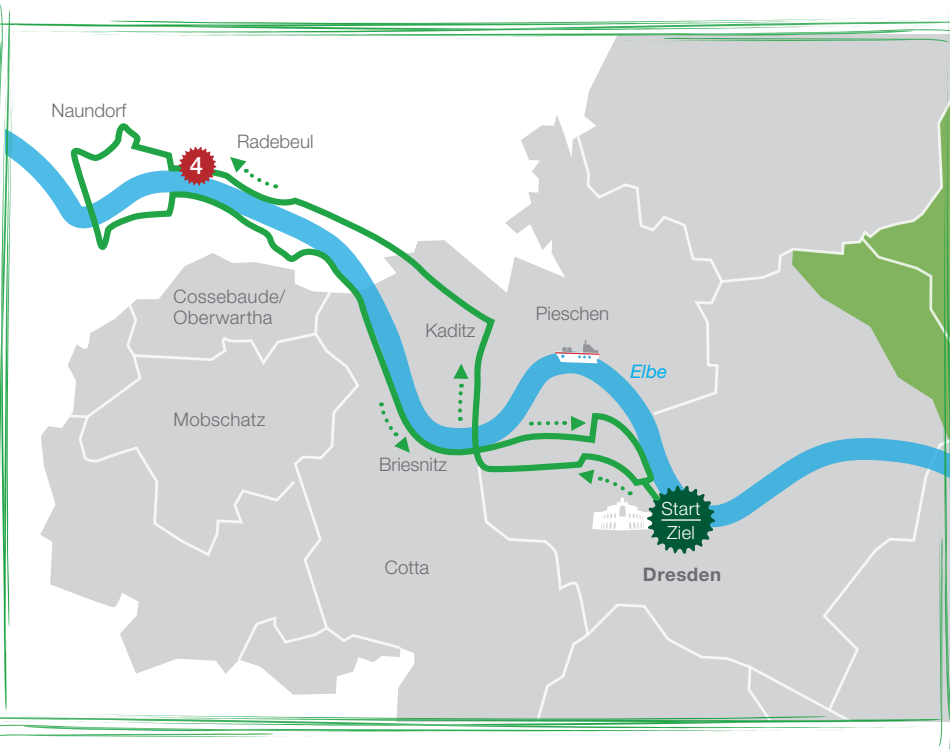 Naundorf
Radebeul
4
Cossebaude/
Oberwartha
Pieschen
Kaditz
Elbe
Mobschatz
Briesnitz
Start
Ziel
Cotta
Dresden